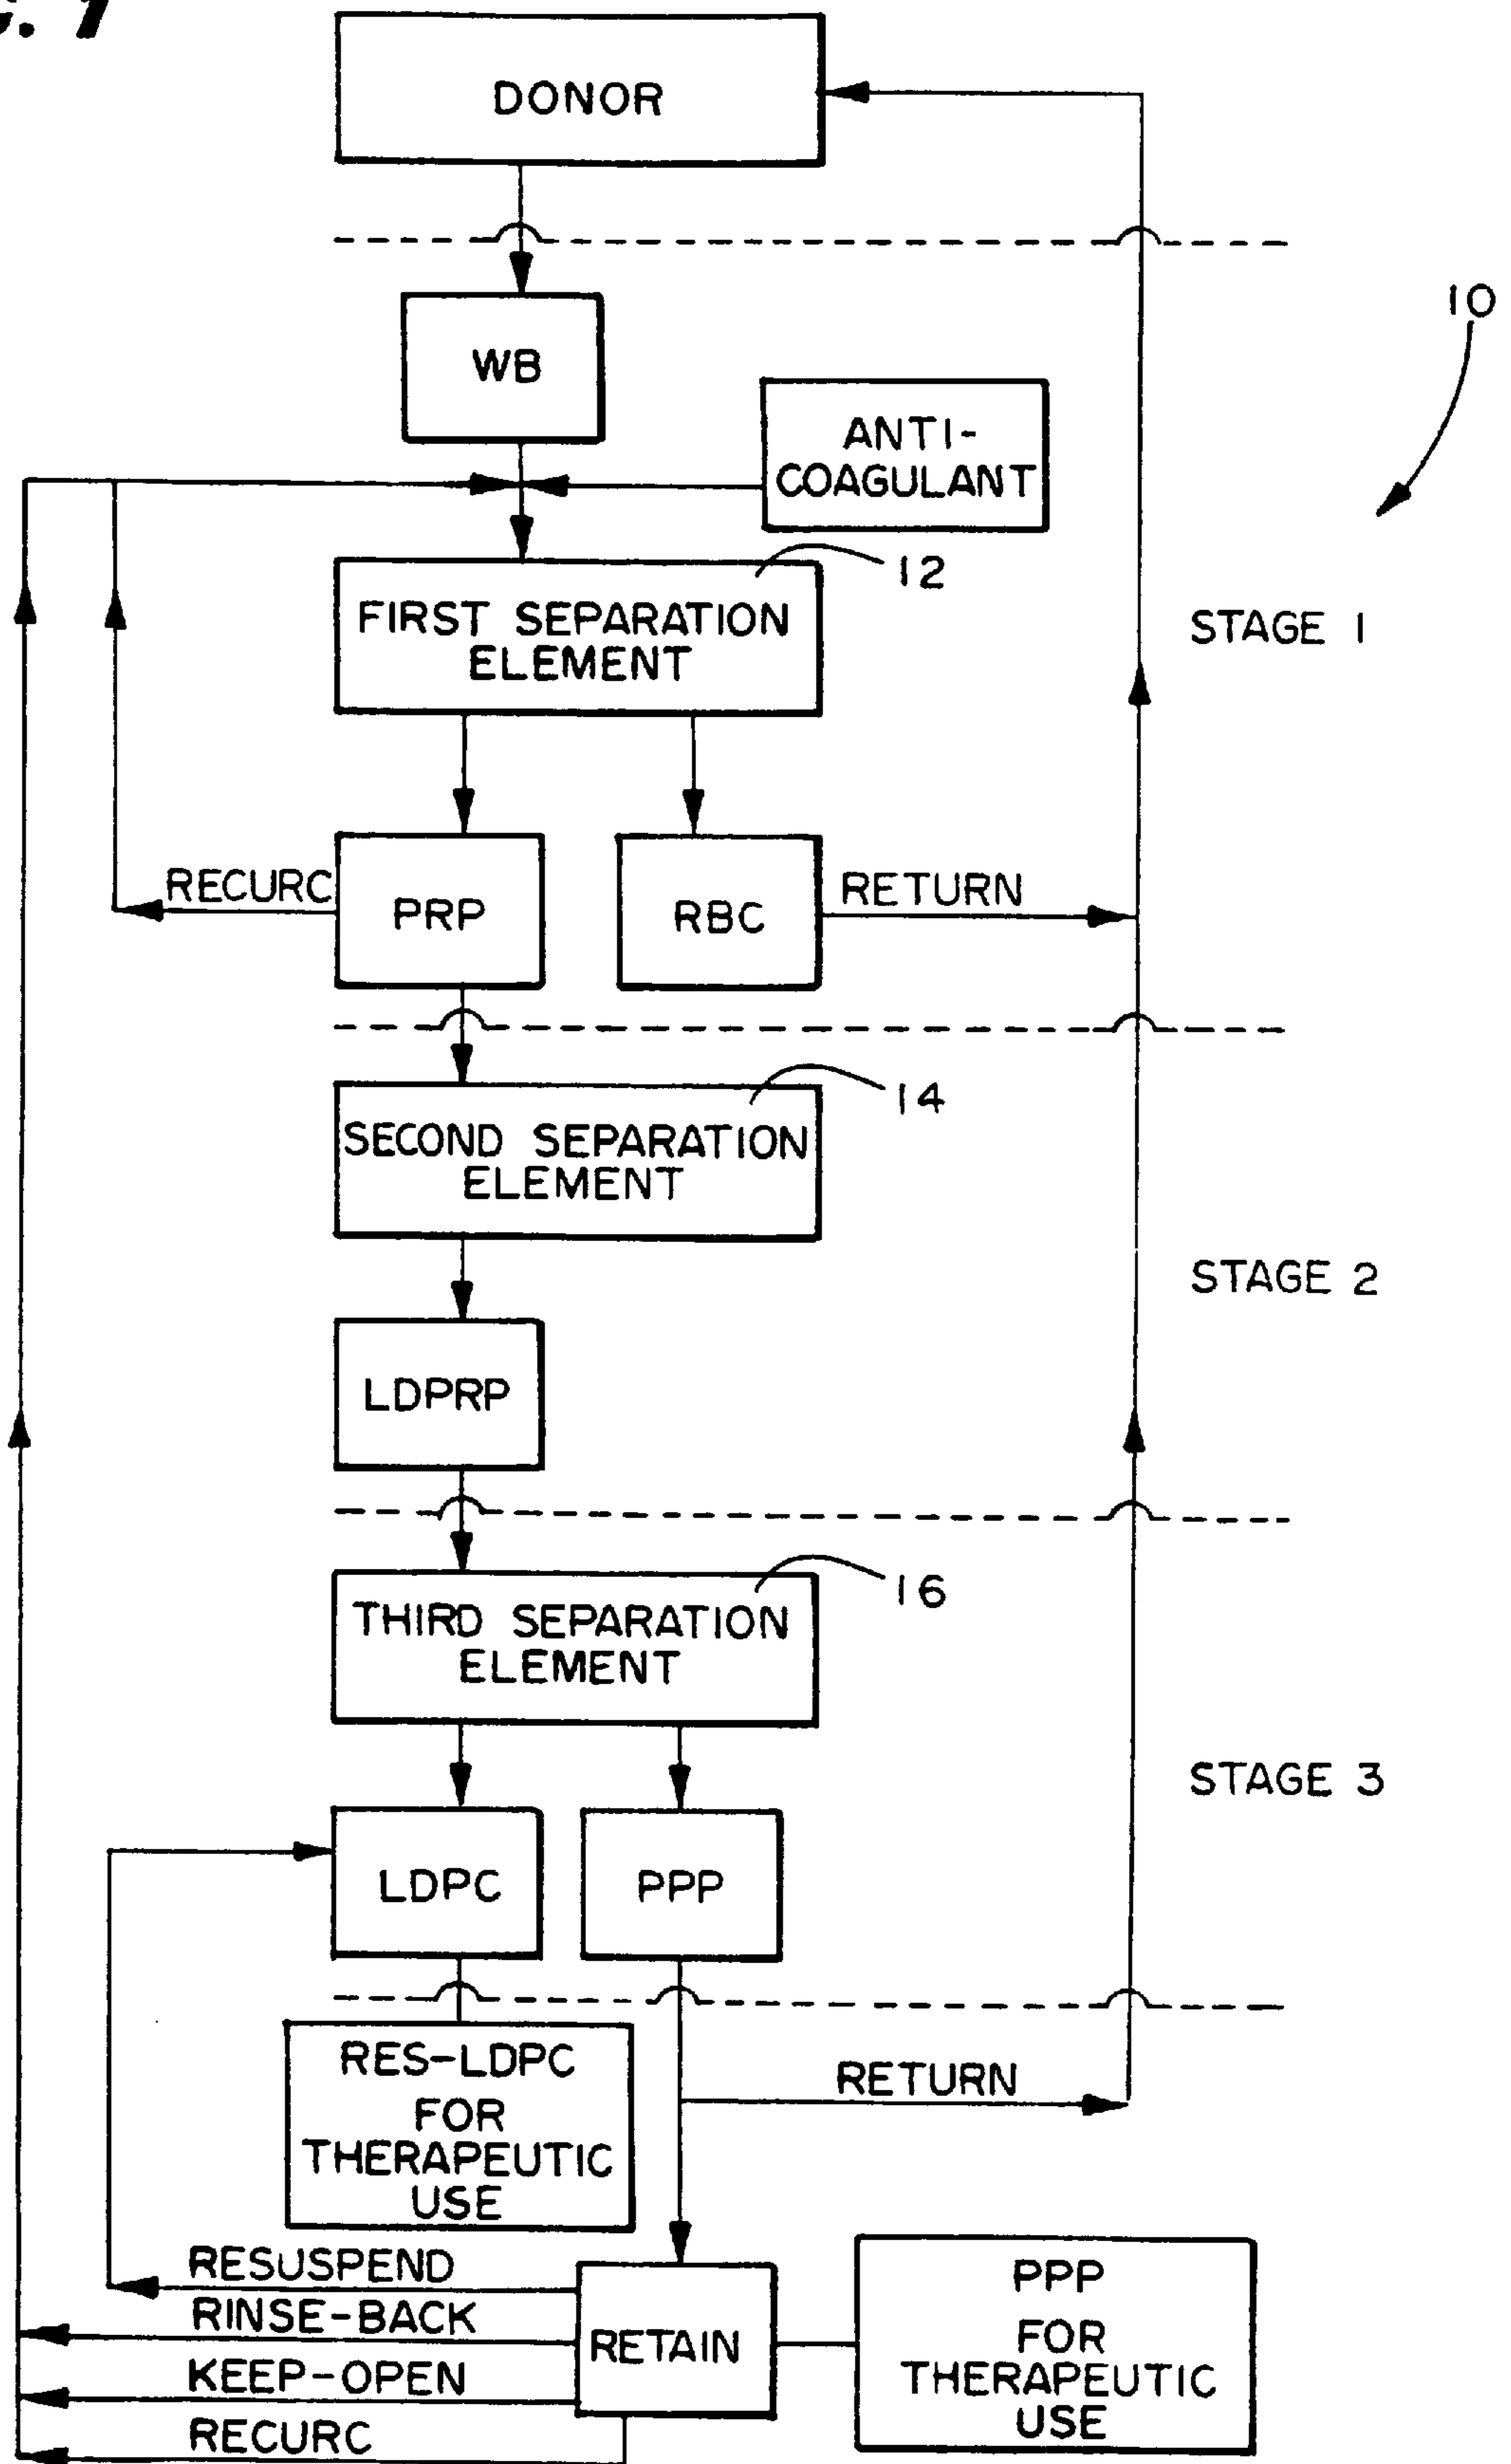 DONOR
WB
10
ANTI-
COAGULANT
12
FIRST SEPARATION
ELEMENT
STAGE 1
RECURC
PRP
RBC
RETURN
14
SECOND SEPARATION
ELEMENT
STAGE 2
LDPRP
16
THIRD SEPARATION
ELEMENT
STAGE 3
LDPC
PPP
RES-LDPC
FOR
THERAPEUTIC
USE
RETURN
RESUSPEND
RINSE-BACK
RETAIN
KEEP-OPEN
RECURC
PPP
FOR
THERAPEUTIC
USE